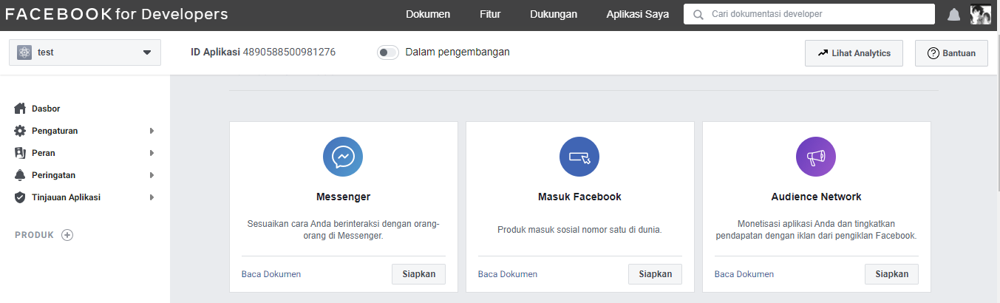 FACEBOOK for Developers
Dokumen
Fitur
Dukungan
Aplikasi Saya
Cari dokumentasi developer
test
ID Aplikasi 4890588500981276
Dalam pengembangan
Lihat Analytics
Bantuan
Dasbor
Pengaturan
Peran
Peringatan
Tinjauan Aplikasi
PRODUK
Messenger
Sesuaikan cara Anda berinteraksi dengan orang-
orang di Messenger.
Baca Dokumen
Siapkan
Masuk Facebook
Produk masuk sosial nomor satu di dunia.
Baca Dokumen
Siapkan
Audience Network
Monetisasi aplikasi Anda dan tingkatkan
pendapatan dengan iklan dari pengiklan Facebook.
Baca Dokumen
Siapkan